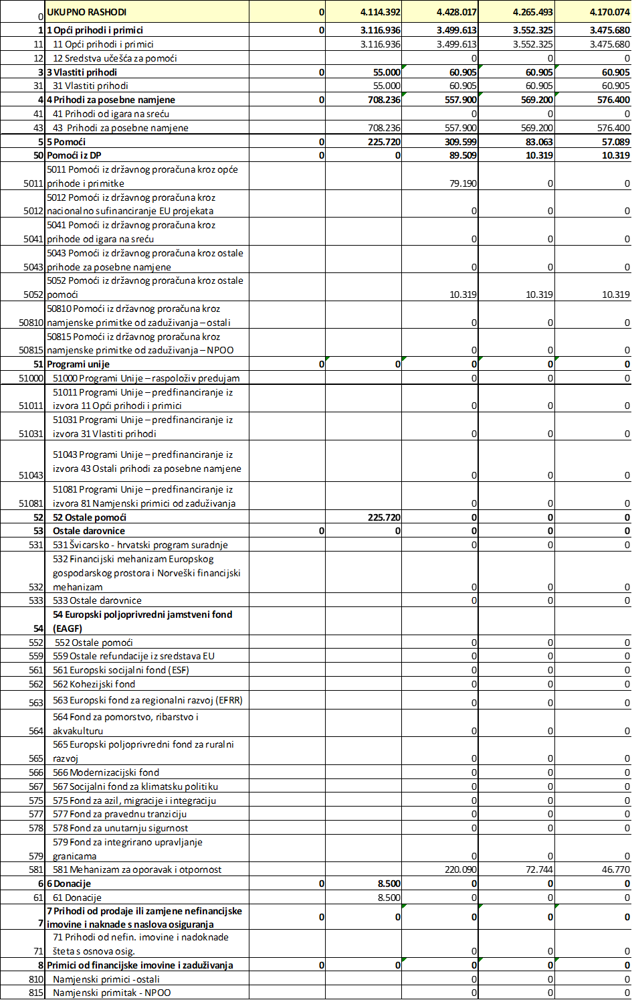 0 UKUPNO RASHODI 0 4.114.392 4.428.017 4.265.493 4.170.074
1 1 Opći prihodi i primici 0 3.116.936 3.499.613 3.552.325 3.475.680
11 11 Opći prihodi i primici 3.116.936 3.499.613 3.552.325 3.475.680
12 12 Sredstva učešća za pomoći 0 0 0
3 3 Vlastiti prihodi 0 55.000 60.905 60.905 60.905
31 31 Vlastiti prihodi 55.000 60.905 60.905 60.905
4 4 Prihodi za posebne namjene 0 708.236 557.900 569.200 576.400
41 41 Prihodi od igara na sreću 0 0 0
43 43 Prihodi za posebne namjene 708.236 557.900 569.200 576.400
5 5 Pomoći 0 225.720 309.599 83.063 57.089
50 Pomoći iz DP 0 0 89.509 10.319 10.319
5011 Pomoći iz državnog proračuna kroz opće
5011 prihode i primitke 79.190 0 0
5012 Pomoći iz državnog proračuna kroz
5012 nacionalno sufinanciranje EU projekata 0 0 0
5041 Pomoći iz državnog proračuna kroz
5041 prihode od igara na sreću 0 0 0
5043 Pomoći iz državnog proračuna kroz ostale
5043 prihode za posebne namjene 0 0 0
5052 Pomoći iz državnog proračuna kroz ostale
5052 pomoći 10.319 10.319 10.319
50810 Pomoći iz državnog proračuna kroz
50810 namjenske primitke od zaduživanja – ostali 0 0 0
50815 Pomoći iz državnog proračuna kroz
50815 namjenske primitke od zaduživanja – NPOO 0 0 0
51 Programi unije 0 0 0 0 0
51000 51000 Programi Unije – raspoloživ predujam 0 0 0
51011 Programi Unije – predfinanciranje iz
51011 izvora 11 Opći prihodi i primici 0 0 0
51031 Programi Unije – predfinanciranje iz
51031 izvora 31 Vlastiti prihodi 0 0 0
51043 Programi Unije – predfinanciranje iz
izvora 43 Ostali prihodi za posebne namjene
51043 0 0 0
51081 Programi Unije – predfinanciranje iz
51081 izvora 81 Namjenski primici od zaduživanja 0 0 0
52 52 Ostale pomoći 225.720 0 0 0
53 Ostale darovnice 0 0 0 0 0
531 531 Švicarsko - hrvatski program suradnje 0 0 0
532 Financijski mehanizam Europskog
gospodarskog prostora i Norveški financijski
532 mehanizam 0 0 0
533 533 Ostale darovnice 0 0 0
54 Europski poljoprivredni jamstveni fond
54 (EAGF)
552 552 Ostale pomoći 0 0 0
559 559 Ostale refundacije iz sredstava EU 0 0 0
561 561 Europski socijalni fond (ESF) 0 0 0
562 562 Kohezijski fond 0 0 0
563 563 Europski fond za regionalni razvoj (EFRR) 0 0 0
564 Fond za pomorstvo, ribarstvo i
564 akvakulturu 0 0 0
565 Europski poljoprivredni fond za ruralni
565 razvoj 0 0 0
566 566 Modernizacijski fond 0 0 0
567 567 Socijalni fond za klimatsku politiku 0 0 0
575 575 Fond za azil, migracije i integraciju 0 0 0
577 577 Fond za pravednu tranziciju 0 0 0
578 578 Fond za unutarnju sigurnost 0 0 0
579 Fond za integrirano upravljanje
579 granicama 0 0 0
581 581 Mehanizam za oporavak i otpornost 220.090 72.744 46.770
6 6 Donacije 0 8.500 0 0 0
61 61 Donacije 8.500 0 0 0
7 Prihodi od prodaje ili zamjene nefinancijske 0 0 0 0 0
7 imovine i naknade s naslova osiguranja
71 Prihodi od nefin. imovine i nadoknade
71 šteta s osnova osig. 0 0 0
8 Primici od financijske imovine i zaduživanja 0 0 0 0 0
810 Namjenski primici -ostali 0 0 0
815 Namjenski primitak - NPOO 0 0 0